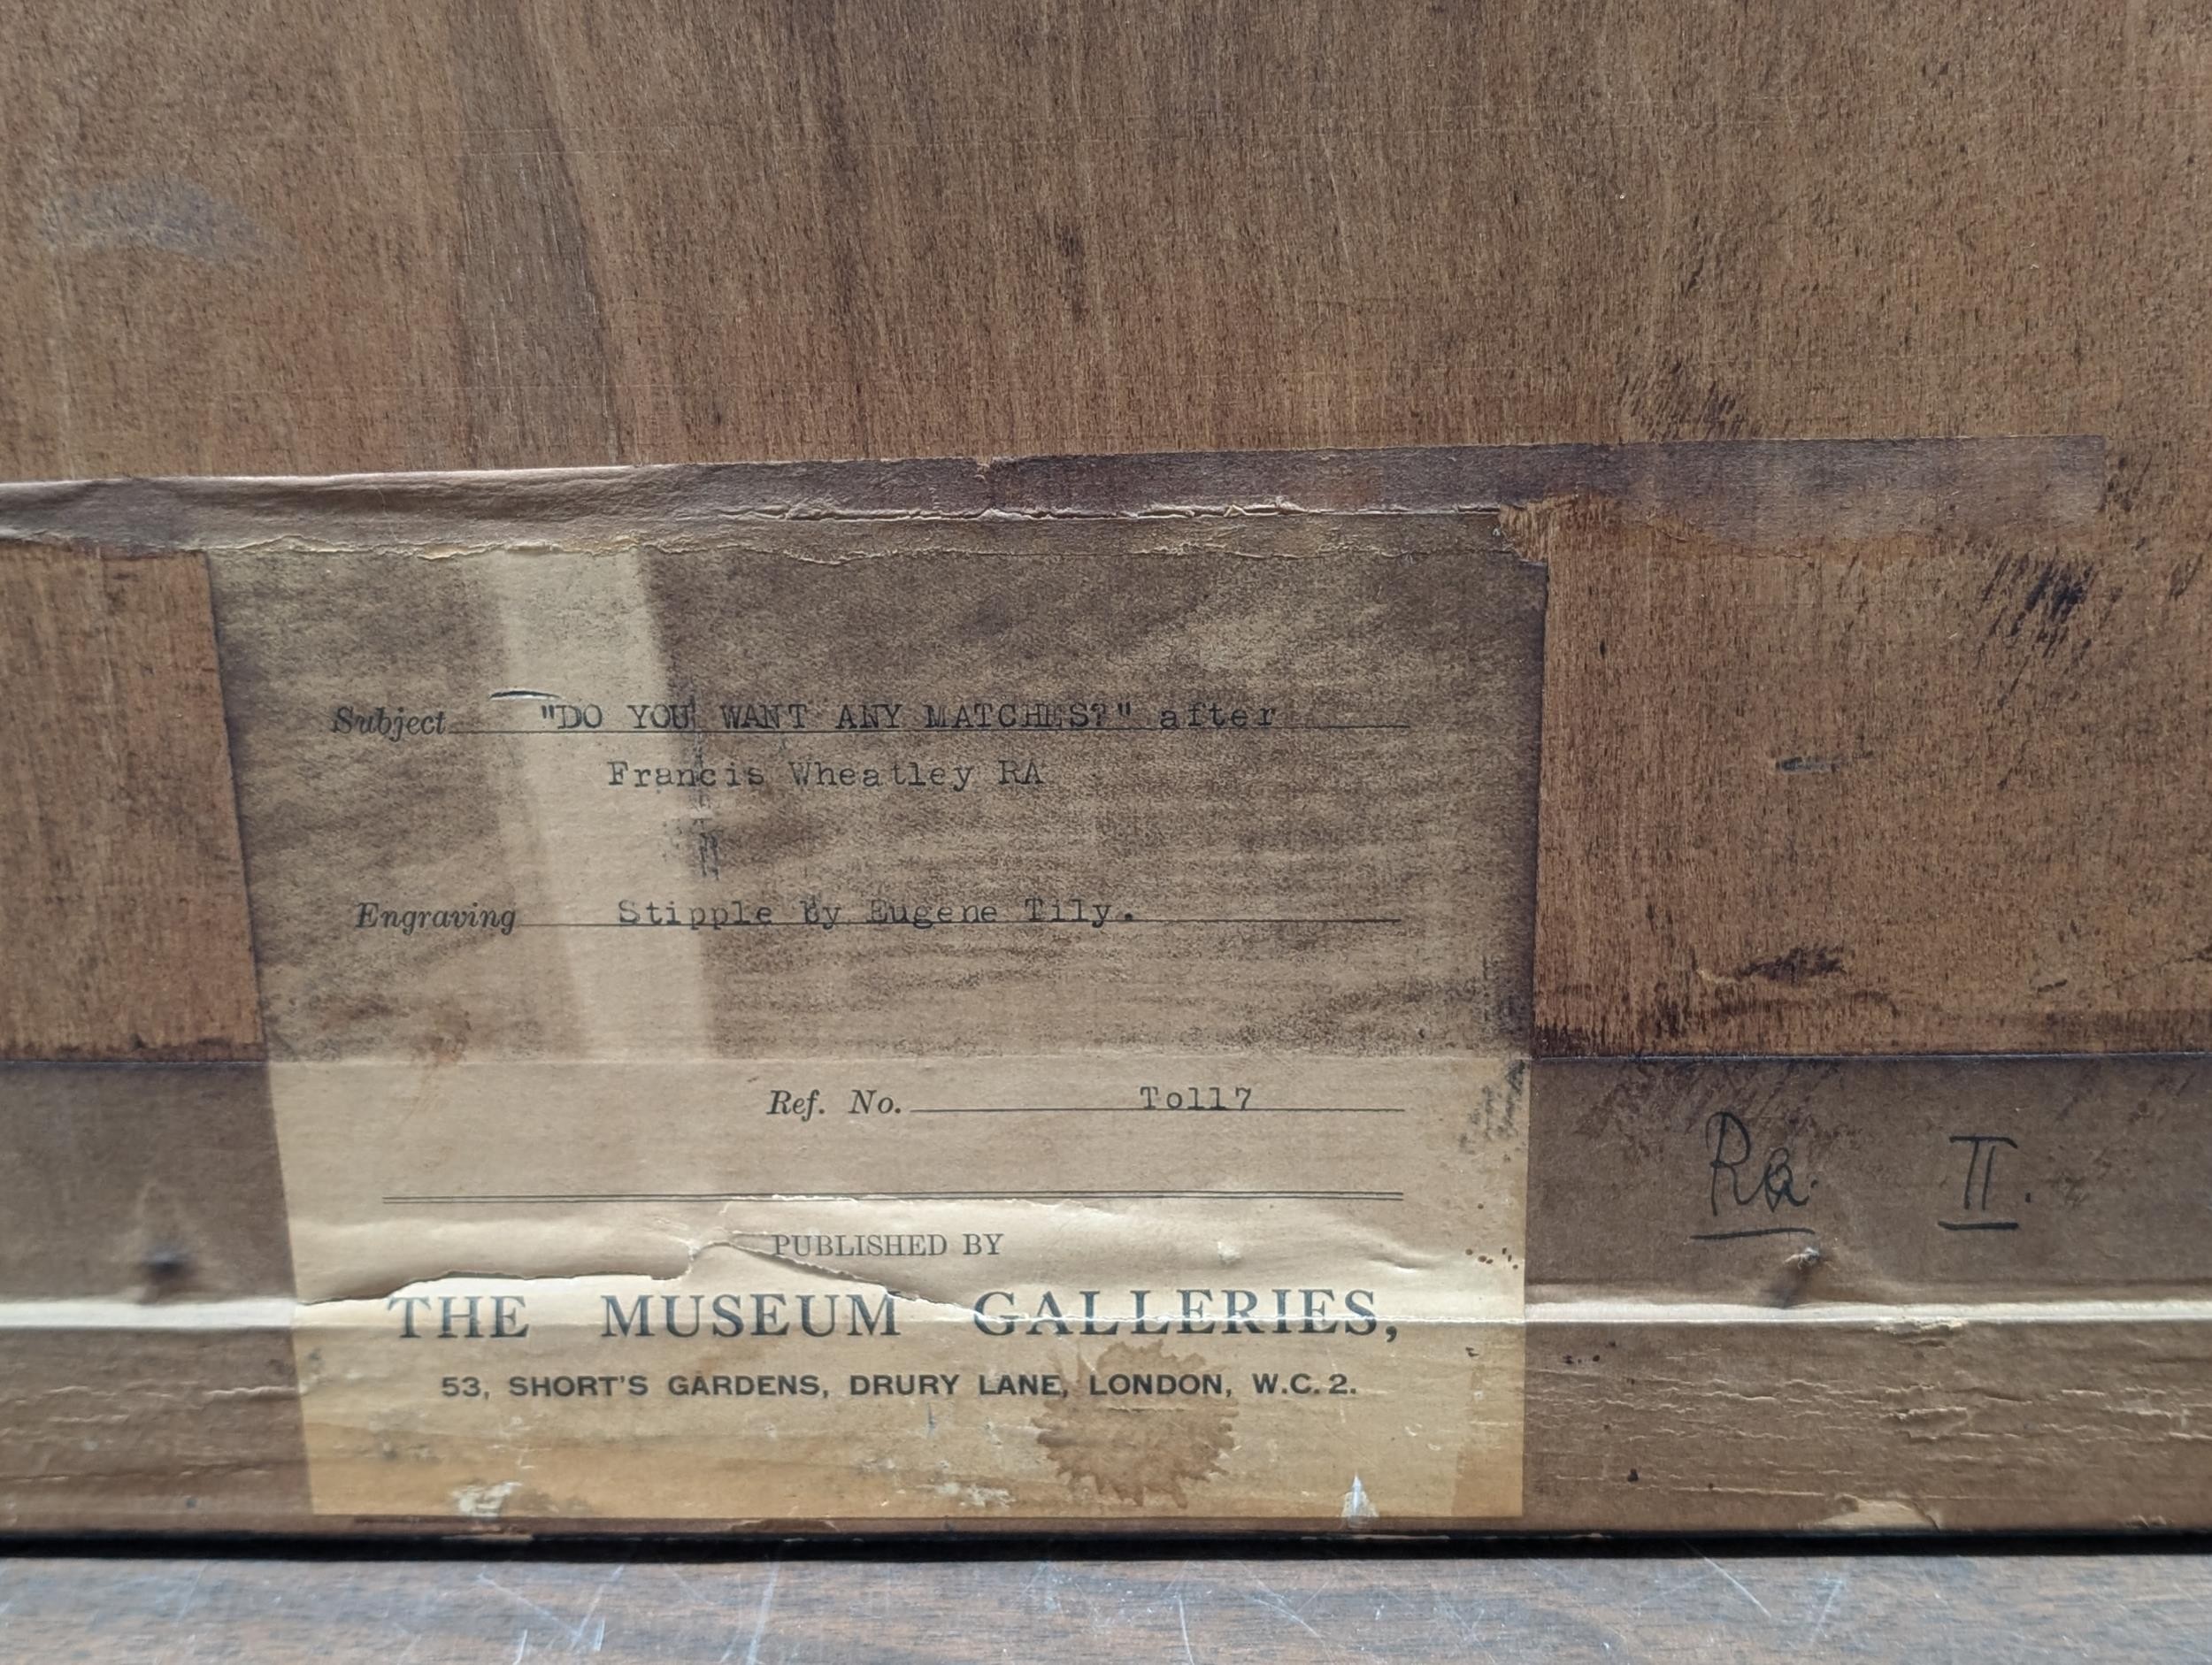 Subject "DO YOU WANT ANY MATCHES?" after
Francis Wheatley RA
Engraving Stipple By Eugene Tily.
Ref. No. To117
Ra. II.
PUBLISHED BY
THE MUSEUM GALLERIES,
53, SHORT'S GARDENS, DRURY LANE, LONDON, W.C.2.